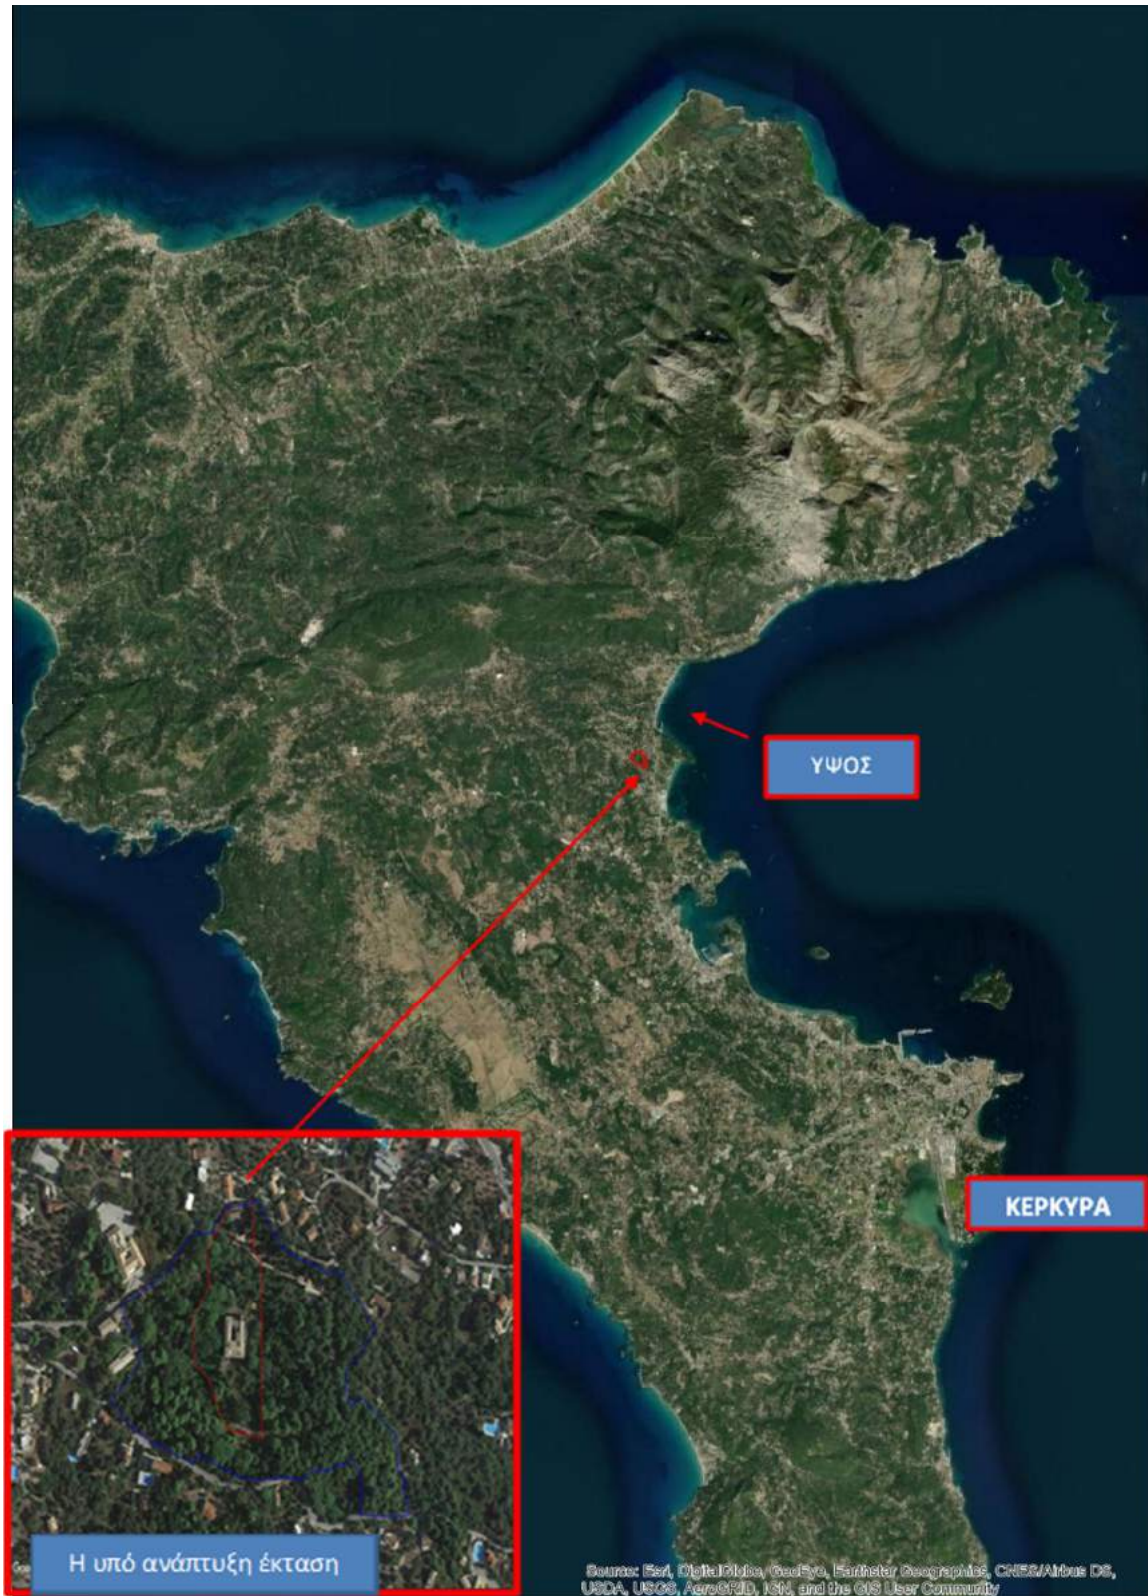 ΥΨΟΣ
ΚΕΡΚΥΡΑ
Η υπό ανάπτυξη έκταση
Goo
Source: Esri, DigitalGlobe, GeoEye, Earthstar Geographics, CNES/Airbus DS,
USDA, USGS, AeroGRID, IGN, and the GIS User Community